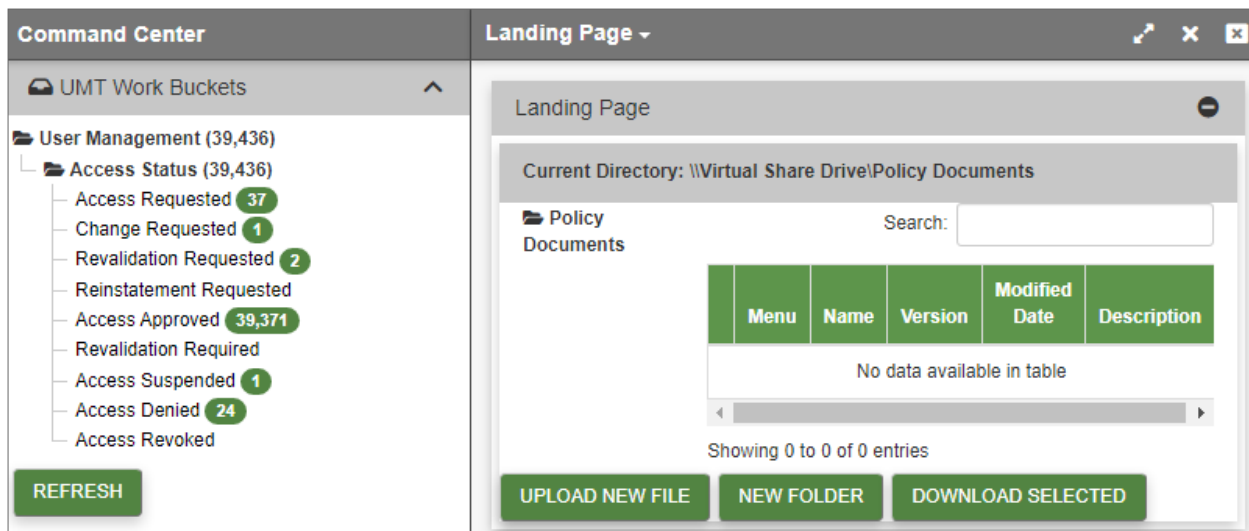 Command Center
UMT Work Buckets
User Management (39,436)
Access Status (39,436)
Access Requested 37
Change Requested 1
Revalidation Requested 2
Reinstatement Requested
Access Approved 39,371
Revalidation Required
Access Suspended 1
Access Denied 24
Access Revoked
REFRESH
Landing Page
Landing Page
Current Directory: \\Virtual Share Drive\Policy Documents
Policy
Documents
Search:
Menu Name Version Modified Date Description
No data available in table
Showing 0 to 0 of 0 entries
UPLOAD NEW FILE NEW FOLDER DOWNLOAD SELECTED